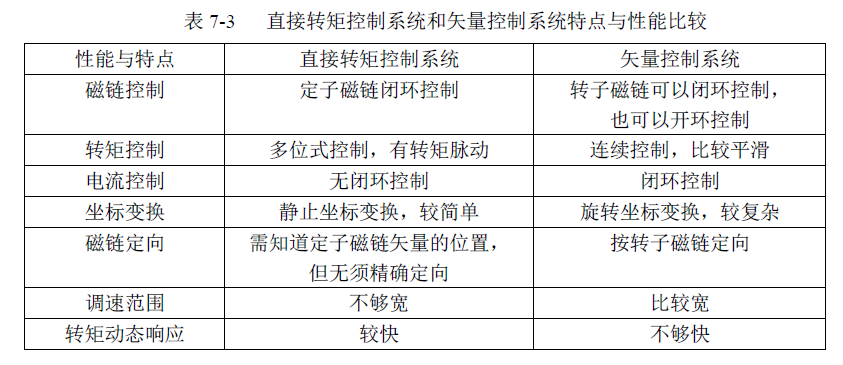 表 7-3 直接转矩控制系统和矢量控制系统特点与性能比较
性能与特点 直接转矩控制系统 矢量控制系统
磁链控制 定子磁链闭环控制 转子磁链可以闭环控制，
也可以开环控制
转矩控制 多位式控制，有转矩脉动 连续控制，比较平滑
电流控制 无闭环控制 闭环控制
坐标变换 静止坐标变换，较简单 旋转坐标变换，较复杂
磁链定向 需知道定子磁链矢量的位置， 按转子磁链定向
但无须精确定向
调速范围 不够宽 比较宽
转矩动态响应 较快 不够快